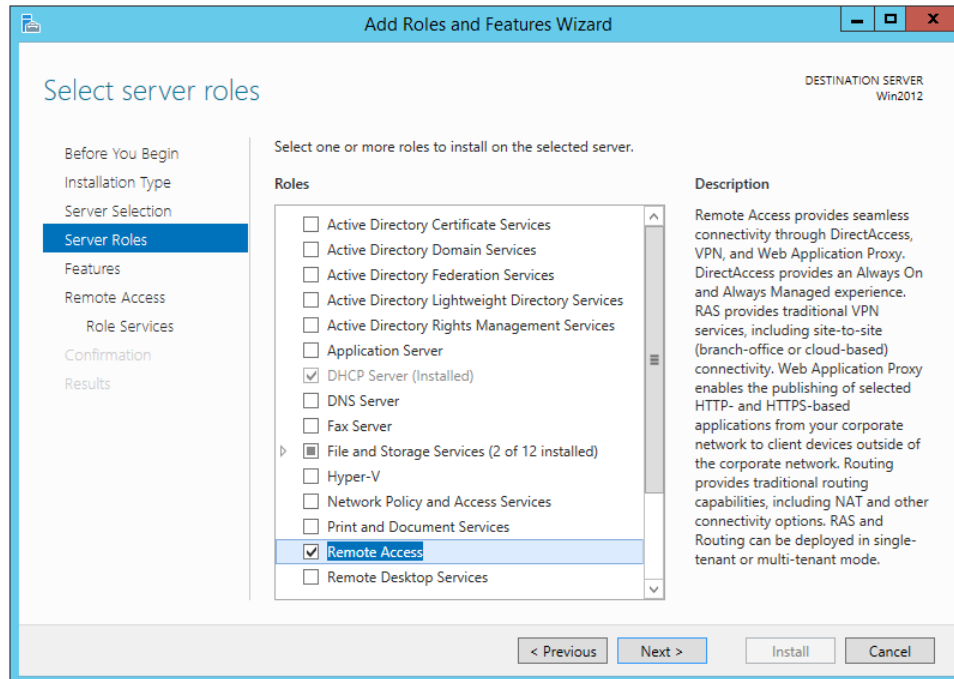 Add Roles and Features Wizard
Select server roles
DESTINATION SERVER
Win2012
Before You Begin
Installation Type
Server Selection
Server Roles
Features
Remote Access
Role Services
Confirmation
Results
Select one or more roles to install on the selected server.
Roles
Active Directory Certificate Services
Active Directory Domain Services
Active Directory Federation Services
Active Directory Lightweight Directory Services
Active Directory Rights Management Services
Application Server
DHCP Server (Installed)
DNS Server
Fax Server
File and Storage Services (2 of 12 installed)
Hyper-V
Network Policy and Access Services
Print and Document Services
Remote Access
Remote Desktop Services
Description
Remote Access provides seamless
connectivity through DirectAccess,
VPN, and Web Application Proxy.
DirectAccess provides an Always On
and Always Managed experience.
RAS provides traditional VPN
services, including site-to-site
(branch-office or cloud-based)
connectivity. Web Application Proxy
enables the publishing of selected
HTTP- and HTTPS-based
applications from your corporate
network to client devices outside of
the corporate network. Routing
provides traditional routing
capabilities, including NAT and other
connectivity options. RAS and
Routing can be deployed in single-
tenant or multi-tenant mode.
< Previous
Next >
Install
Cancel